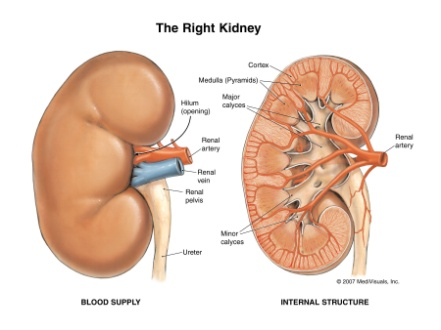 The Right Kidney
Hilum
(opening)
Renal
artery
Renal
vein
Renal
pelvis
Ureter
BLOOD SUPPLY
Cortex
Medulla (Pyramids)
Major
calyces
Renal
artery
Minor
calyces
© 2007 MediVisuals, Inc.
INTERNAL STRUCTURE